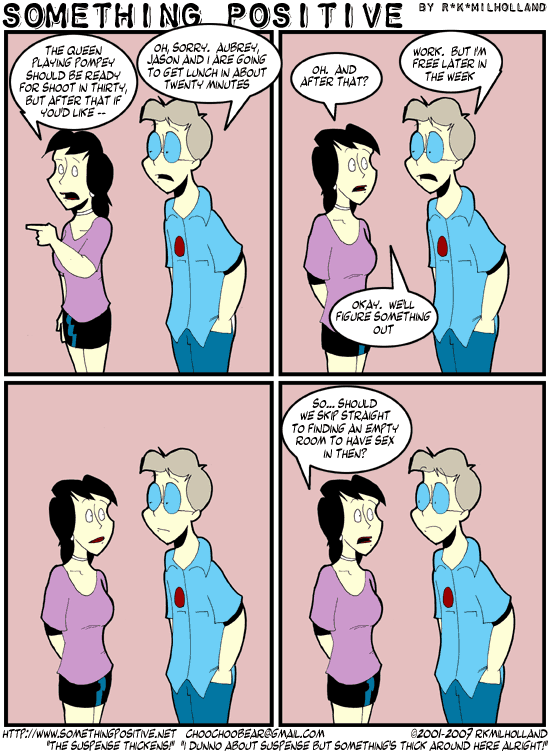 SOMETHING POSITIVE BY R*K*MILHOLLAND
THE QUEEN
PLAYING POMPEY
SHOULD BE READY
FOR SHOOT IN THIRTY,
BUT AFTER THAT IF
YOU'D LIKE --
OH, SORRY. AUBREY,
JASON AND I ARE GOING
TO GET LUNCH IN ABOUT
TWENTY MINUTES
OH. AND
AFTER THAT?
WORK. BUT I'M
FREE LATER IN
THE WEEK
OKAY. WE'LL
FIGURE SOMETHING
OUT
SO... SHOULD
WE SKIP STRAIGHT
TO FINDING AN EMPTY
ROOM TO HAVE SEX
IN THEN?
HTTP://WWW.SOMETHINGPOSITIVE.NET CHOOCHOOBEAR@GMAIL.COM ©2001-2007 RKMILHOLLAND
"THE SUSPENSE THICKENS!" "I DUNNO ABOUT SUSPENSE BUT SOMETHING'S THICK AROUND HERE ALRIGHT."